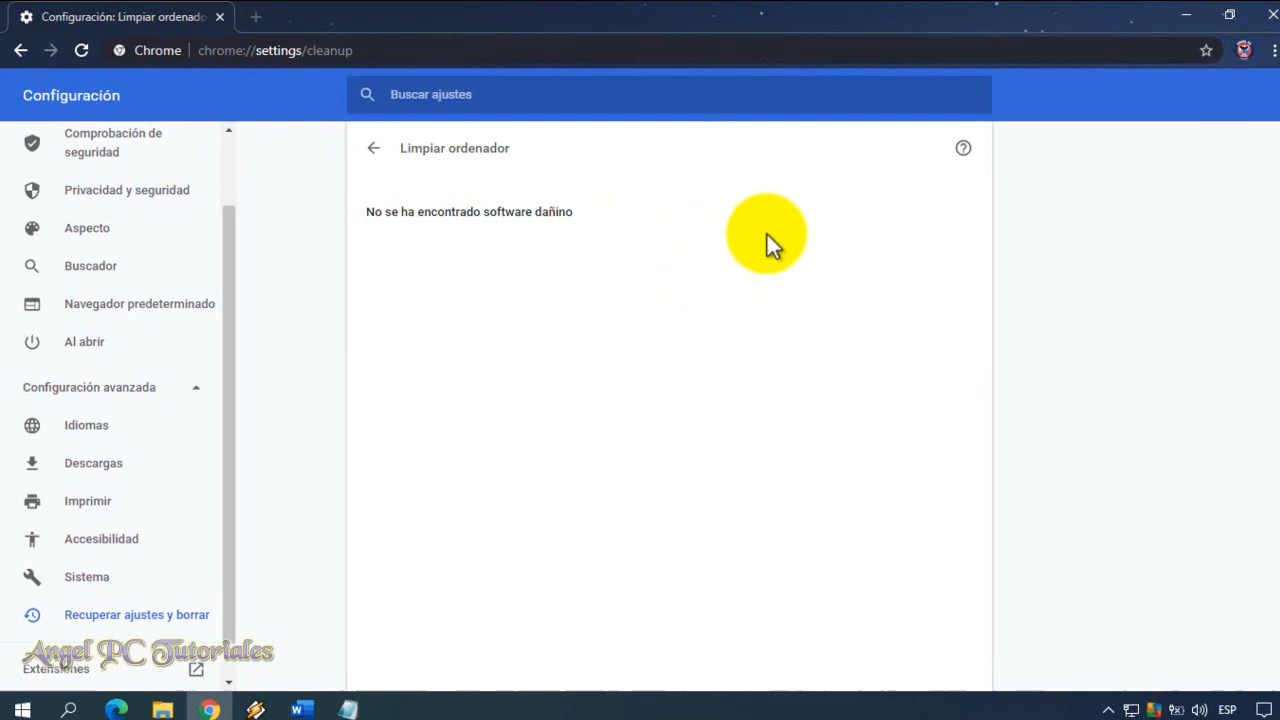 Configuración: Limpiar ordenado
Chrome
chrome://settings/cleanup
Configuración
Buscar ajustes
Comprobación de
seguridad
Privacidad y seguridad
Aspecto
Buscador
Navegador predeterminado
Al abrir
Configuración avanzada
Idiomas
Descargas
Imprimir
Accesibilidad
Sistema
Recuperar ajustes y borrar
Angel PC Tutoriales
Extensiones
Limpiar ordenador
No se ha encontrado software dañino
ESP